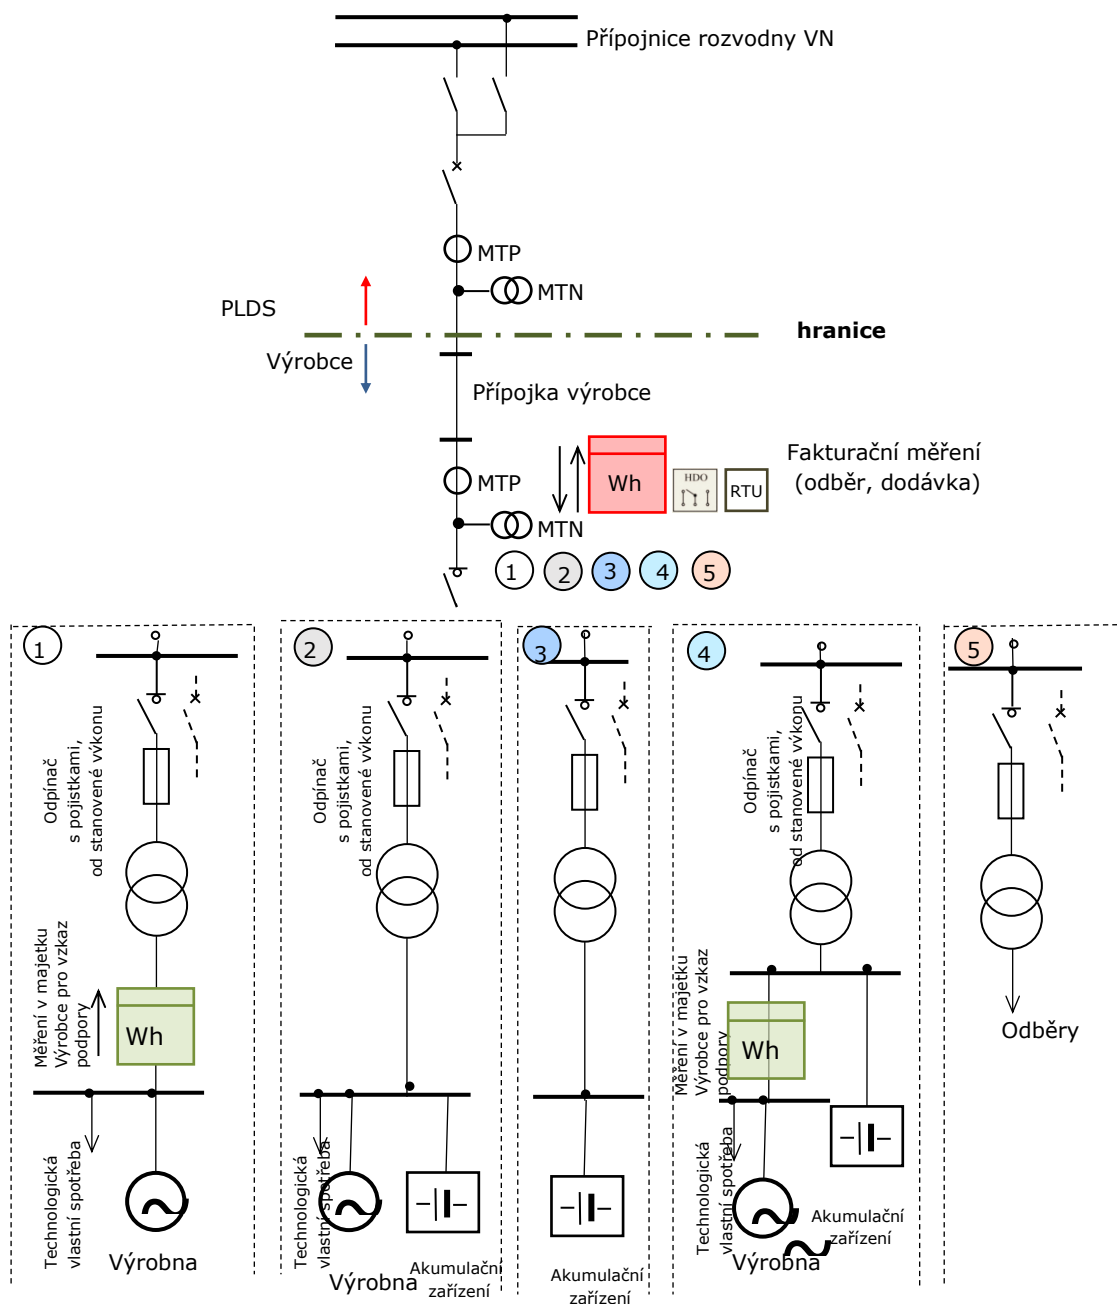 Přípojnice rozvodny VN
MTP
MTN
PLDS
hranice
Výrobce
Přípojka výrobce
MTP
Wh
HDO
RTU
Fakturační měření
(odběr, dodávka)
MTN
1
2
3
4
5
1
Odpínač
s pojistkami,
od stanovené výkonu
Měření v majetku
Výrobce pro vzkaz
podpory
Wh
Technologická
vlastní spotřeba
Výrobna
2
Odpínač
s pojistkami,
od stanovené výkonu
Technologická
vlastní spotřeba
Výrobna
Akumulační
zařízení
3
Akumulační
zařízení
4
Odpínač
s pojistkami,
od stanovené výkonu
Měření v majetku
Výrobce pro vzkaz
podpory
Wh
Technologická
vlastní spotřeba
Výrobna
Akumulační
zařízení
5
Odběry